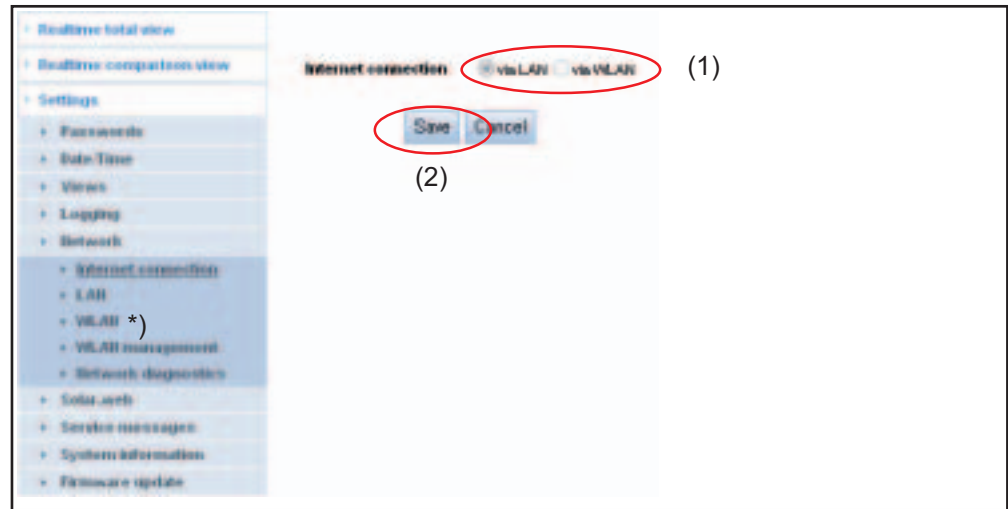 Realtime total view
Realtime comparison view
Settings
Passwords
Date/Time
Views
Logging
Network
Internet connection
LAN
WLAN *)
WLAN management
Network diagnostics
Solar.web
Service messages
System information
Firmware update
Internet connection via LAN via WLAN (1)
Save Cancel
(2)